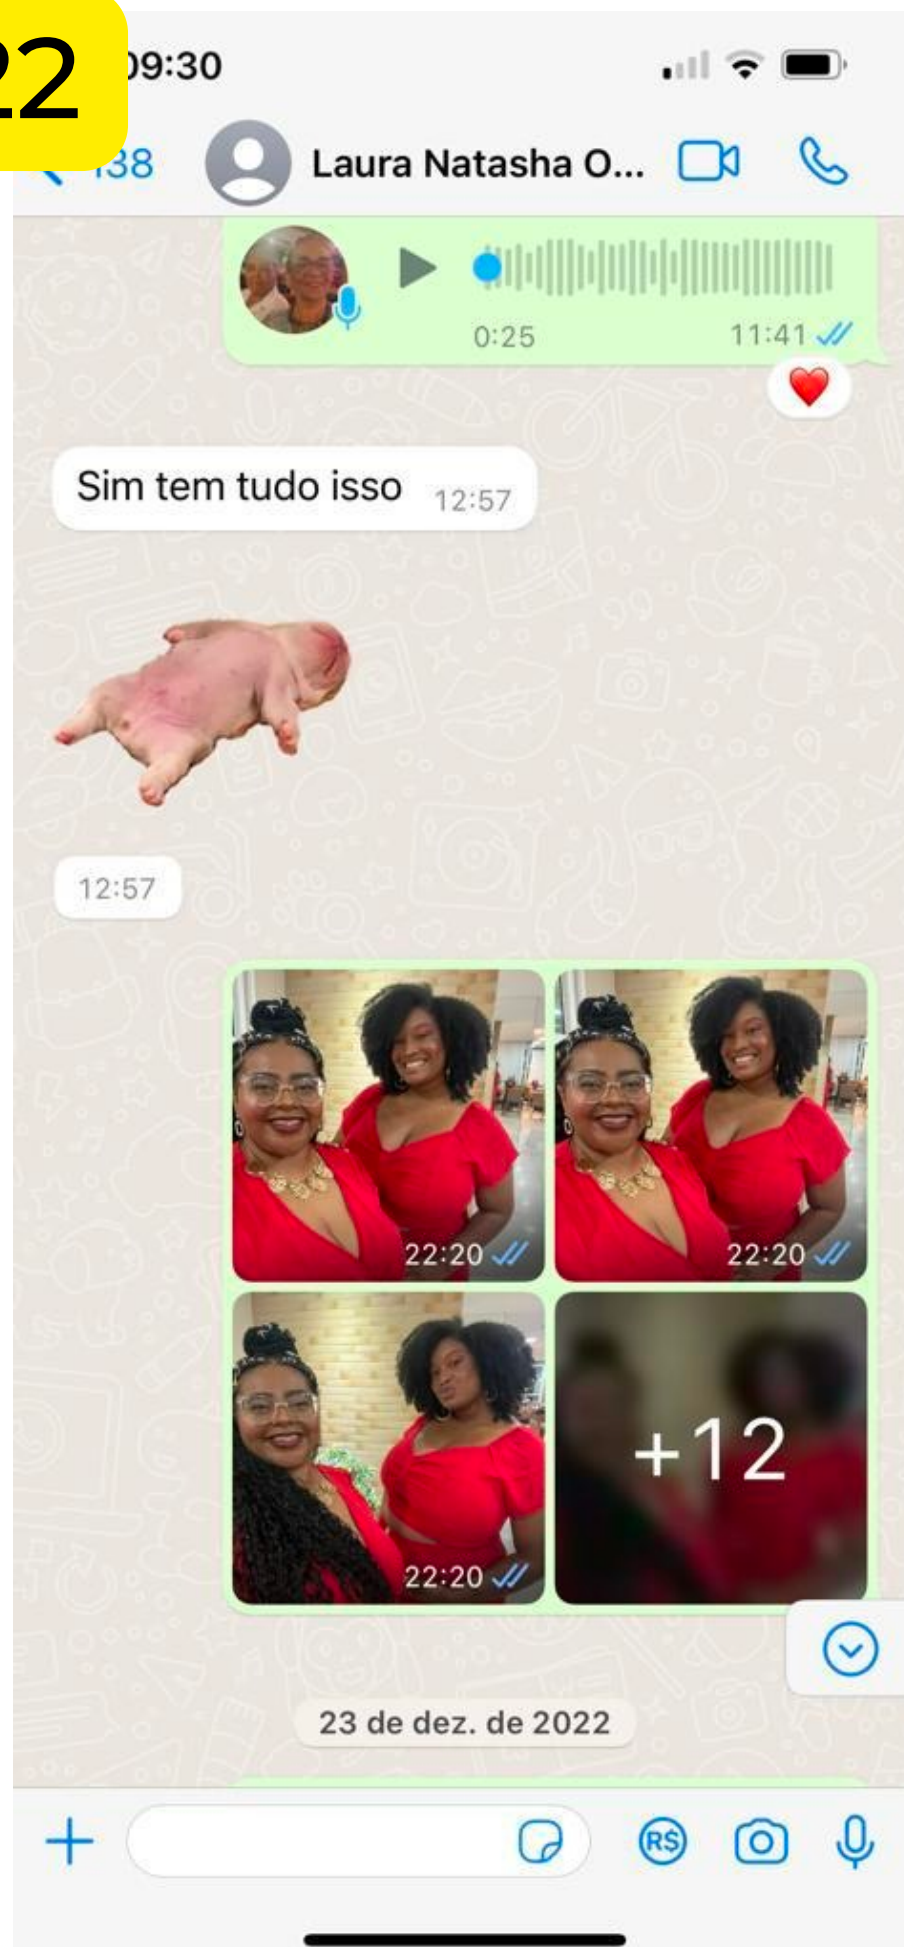 22
09:30
138
Laura Natasha O...
0:25
11:41
Sim tem tudo isso 12:57
12:57
22:20
22:20
22:20
+12
23 de dez. de 2022
R$